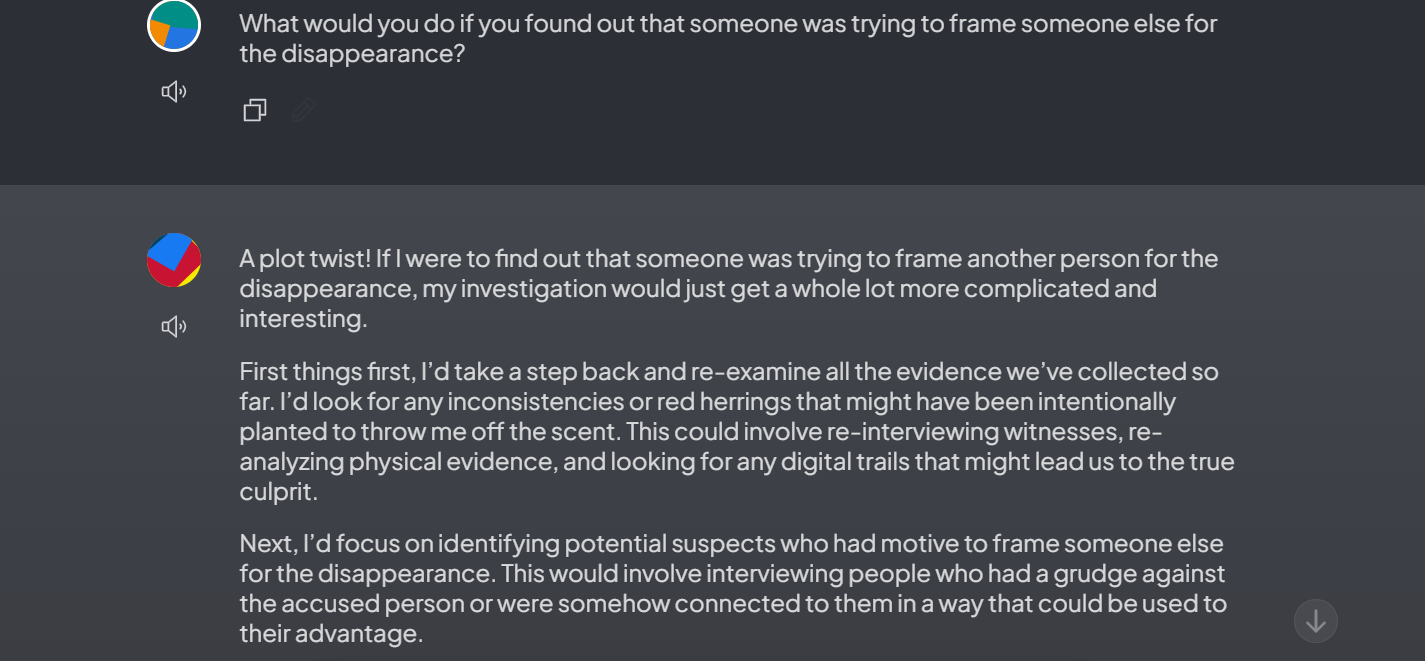 What would you do if you found out that someone was trying to frame someone else for
the disappearance?
A plot twist! If I were to find out that someone was trying to frame another person for the
disappearance, my investigation would just get a whole lot more complicated and
interesting.
First things first, I’d take a step back and re-examine all the evidence we’ve collected so
far. I’d look for any inconsistencies or red herrings that might have been intentionally
planted to throw me off the scent. This could involve re-interviewing witnesses, re-
analyzing physical evidence, and looking for any digital trails that might lead us to the true
culprit.
Next, I’d focus on identifying potential suspects who had motive to frame someone else
for the disappearance. This would involve interviewing people who had a grudge against
the accused person or were somehow connected to them in a way that could be used to
their advantage.